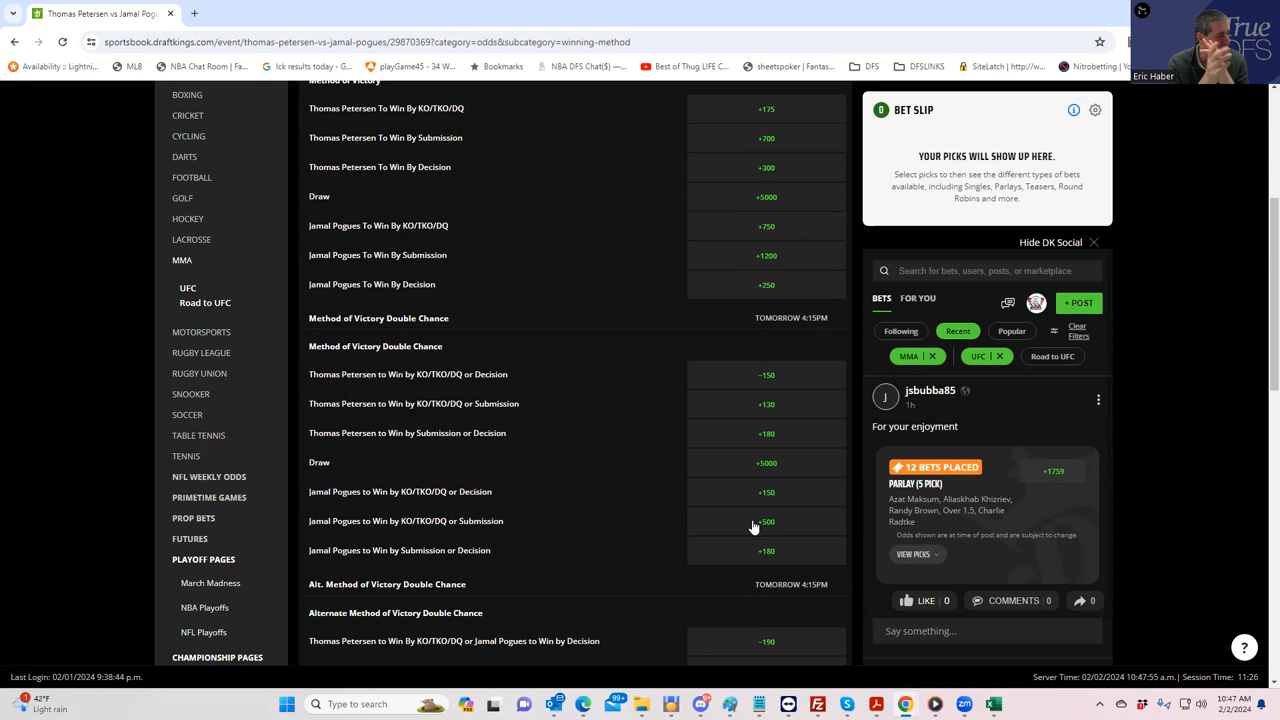 Thomas Petersen vs Jamal Pogu
sportsbook.draftkings.com/event/thomas-petersen-vs-jamal-pogues/29870369?category=odds&subcategory=winning-method
Availability :: Lightni...
MLB
NBA Chat Room | Fa...
Ick results today - G...
playGame45 - 34 W...
Bookmarks
NBA DFS Chat($) —...
Best of Thug LIFE C...
sheetspoker | Fantas...
DFS
DFSLINKS
SiteLatch | http://w...
Nitrobetting | How t
True
DFS
Eric Haber
Method of Victory
BOXING
CRICKET
CYCLING
DARTS
FOOTBALL
GOLF
HOCKEY
LACROSSE
MMA
UFC
Road to UFC
MOTORSPORTS
RUGBY LEAGUE
RUGBY UNION
SNOOKER
SOCCER
TABLE TENNIS
TENNIS
NFL WEEKLY ODDS
PRIMETIME GAMES
PROP BETS
FUTURES
PLAYOFF PAGES
March Madness
NBA Playoffs
NFL Playoffs
CHAMPIONSHIP PAGES
Thomas Petersen To Win By KO/TKO/DQ +175
Thomas Petersen To Win By Submission +700
Thomas Petersen To Win By Decision +300
Draw +5000
Jamal Pogues To Win By KO/TKO/DQ +750
Jamal Pogues To Win By Submission +1200
Jamal Pogues To Win By Decision +250
Method of Victory Double Chance TOMORROW 4:15PM
Method of Victory Double Chance
Thomas Petersen to Win by KO/TKO/DQ or Decision −150
Thomas Petersen to Win by KO/TKO/DQ or Submission +130
Thomas Petersen to Win by Submission or Decision +180
Draw +5000
Jamal Pogues to Win by KO/TKO/DQ or Decision +150
Jamal Pogues to Win by KO/TKO/DQ or Submission +500
Jamal Pogues to Win by Submission or Decision +180
Alt. Method of Victory Double Chance TOMORROW 4:15PM
Alternate Method of Victory Double Chance
Thomas Petersen to Win By KO/TKO/DQ or Jamal Pogues to Win by Decision −190
0 BET SLIP
YOUR PICKS WILL SHOW UP HERE.
Select picks to then see the different types of bets
available, including Singles, Parlays, Teasers, Round
Robins and more.
Hide DK Social
Search for bets, users, posts, or marketplace
BETS FOR YOU + POST
Following Recent Popular Clear
Filters
MMA UFC Road to UFC
J jsbubba85
1h
For your enjoyment
12 BETS PLACED +1759
PARLAY (5 PICK)
Azat Maksum, Aliaskhab Khizriev,
Randy Brown, Over 1.5, Charlie
Radtke
Odds shown are at time of post and are subject to change.
VIEW PICKS
LIKE 0 COMMENTS 0 0
Say something...
?
Last Login: 02/01/2024 9:38:44 p.m. Server Time: 02/02/2024 10:47:55 a.m. | Session Time: 11:26
1 42°F
Light rain
Type to search
99+
10:47 AM
2/2/2024